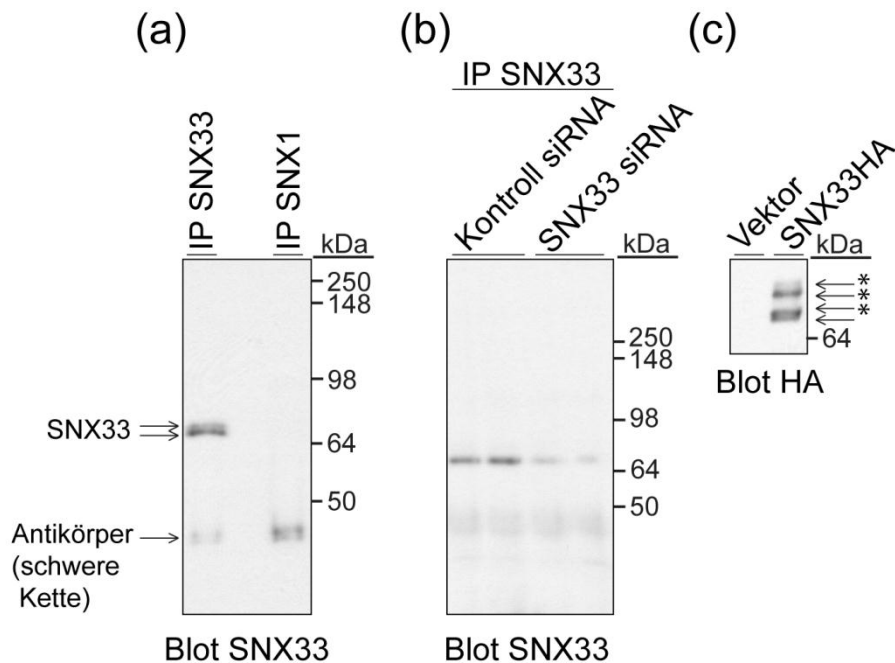 (a)
IP SNX33
IP SNX1
kDa
250
148
98
64
50
SNX33
Antikörper
(schwere
Kette)
Blot SNX33
(b)
IP SNX33
Kontroll siRNA
SNX33 siRNA
kDa
250
148
98
64
50
Blot SNX33
(c)
Vektor
SNX33HA
kDa
*
*
*
64
Blot HA